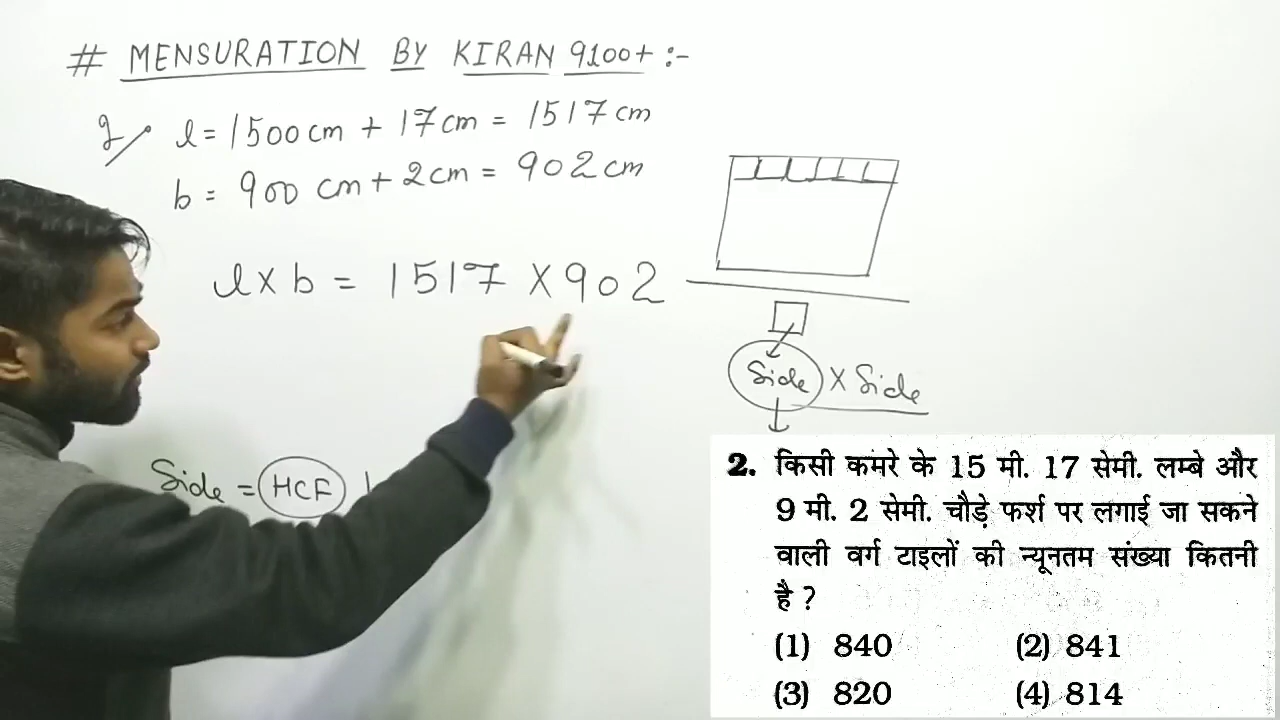 # MENSURATION BY KIRAN 9100+ :-
l = 1500 cm + 17 cm = 1517 cm
b = 900 cm + 2 cm = 902 cm
l × b = 1517 × 902
Side × Side
Side = HCF
2. किसी कमरे के 15 मी. 17 सेमी. लम्बे और
9 मी. 2 सेमी. चौड़े फर्श पर लगाई जा सकने
वाली वर्ग टाइलों की न्यूनतम संख्या कितनी
है ?
(1) 840 (2) 841
(3) 820 (4) 814